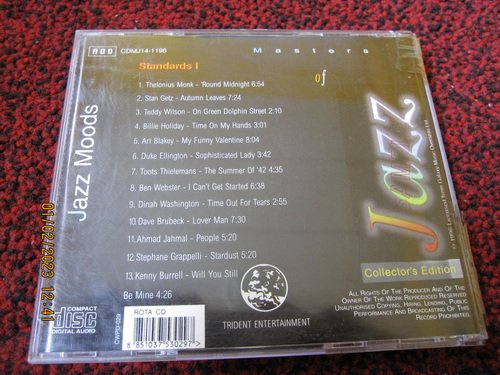 AAD
CDMJ14-1196
Masters
of
Jazz
Standards I
1. Thelonius Monk - 'Round Midnight 6:54
2. Stan Getz - Autumn Leaves 7:24
3. Teddy Wilson - On Green Dolphin Street 2:10
4. Billie Holiday - Time On My Hands 3:01
5. Art Blakey - My Funny Valentine 8:04
6. Duke Ellington - Sophisticated Lady 3:42
7. Toots Thielemans - The Summer Of '42 4:35
8. Ben Webster - I Can't Get Started 6:38
9. Dinah Washington - Time Out For Tears 2:55
10. Dave Brubeck - Lover Man 7:30
11. Ahmad Jahmal - People 5:20
12. Stephane Grappelli - Stardust 5:20
13. Kenny Burrell - Will You Still
Be Mine 4:26
Jazz Moods
Collector's Edition
ALL RIGHTS OF THE PRODUCER AND OF THE
OWNER OF THE WORK REPRODUCED RESERVED
UNAUTHORISED COPYING, HIRING, LENDING, PUBLIC
PERFORMANCE AND BROADCASTING OF THIS
RECORD PROHIBITED
TRIDENT ENTERTAINMENT
COMPACT
disc
DIGITAL AUDIO
ROTA CD
8 851037 530297 >
01/02/2023 12:4